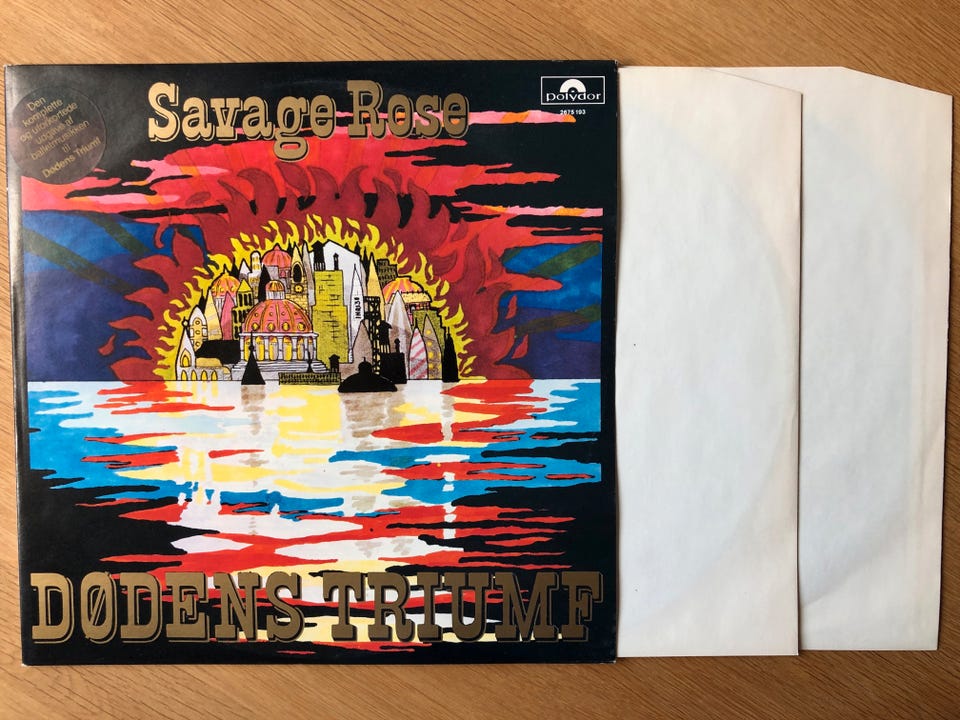 Savage Rose
polydor
2675 193
Den
komplette
og uforkortede
udgave af
balletmusikken
til
Dødens Triumf
DØDENS TRIUMF